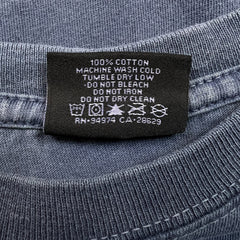 100% COTTON
MACHINE WASH COLD
TUMBLE DRY LOW
-DO NOT BLEACH
DO NOT IRON
DO NOT DRY CLEAN
RN-94974 CA-28629